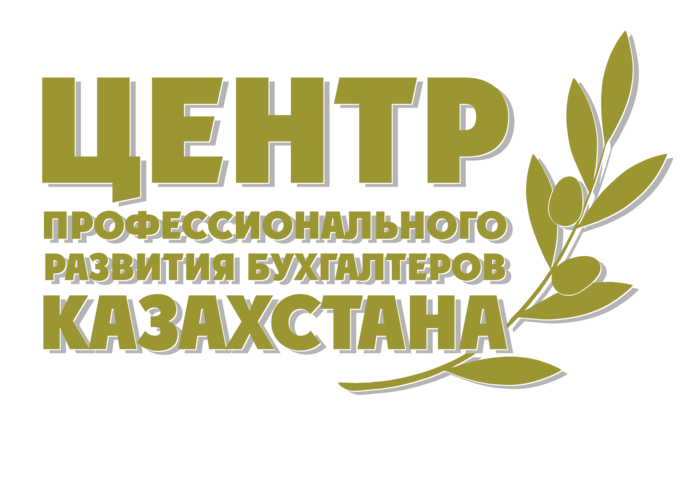 ЦЕНТР
ПРОФЕССИОНАЛЬНОГО
РАЗВИТИЯ БУХГАЛТЕРОВ
КАЗАХСТАНА